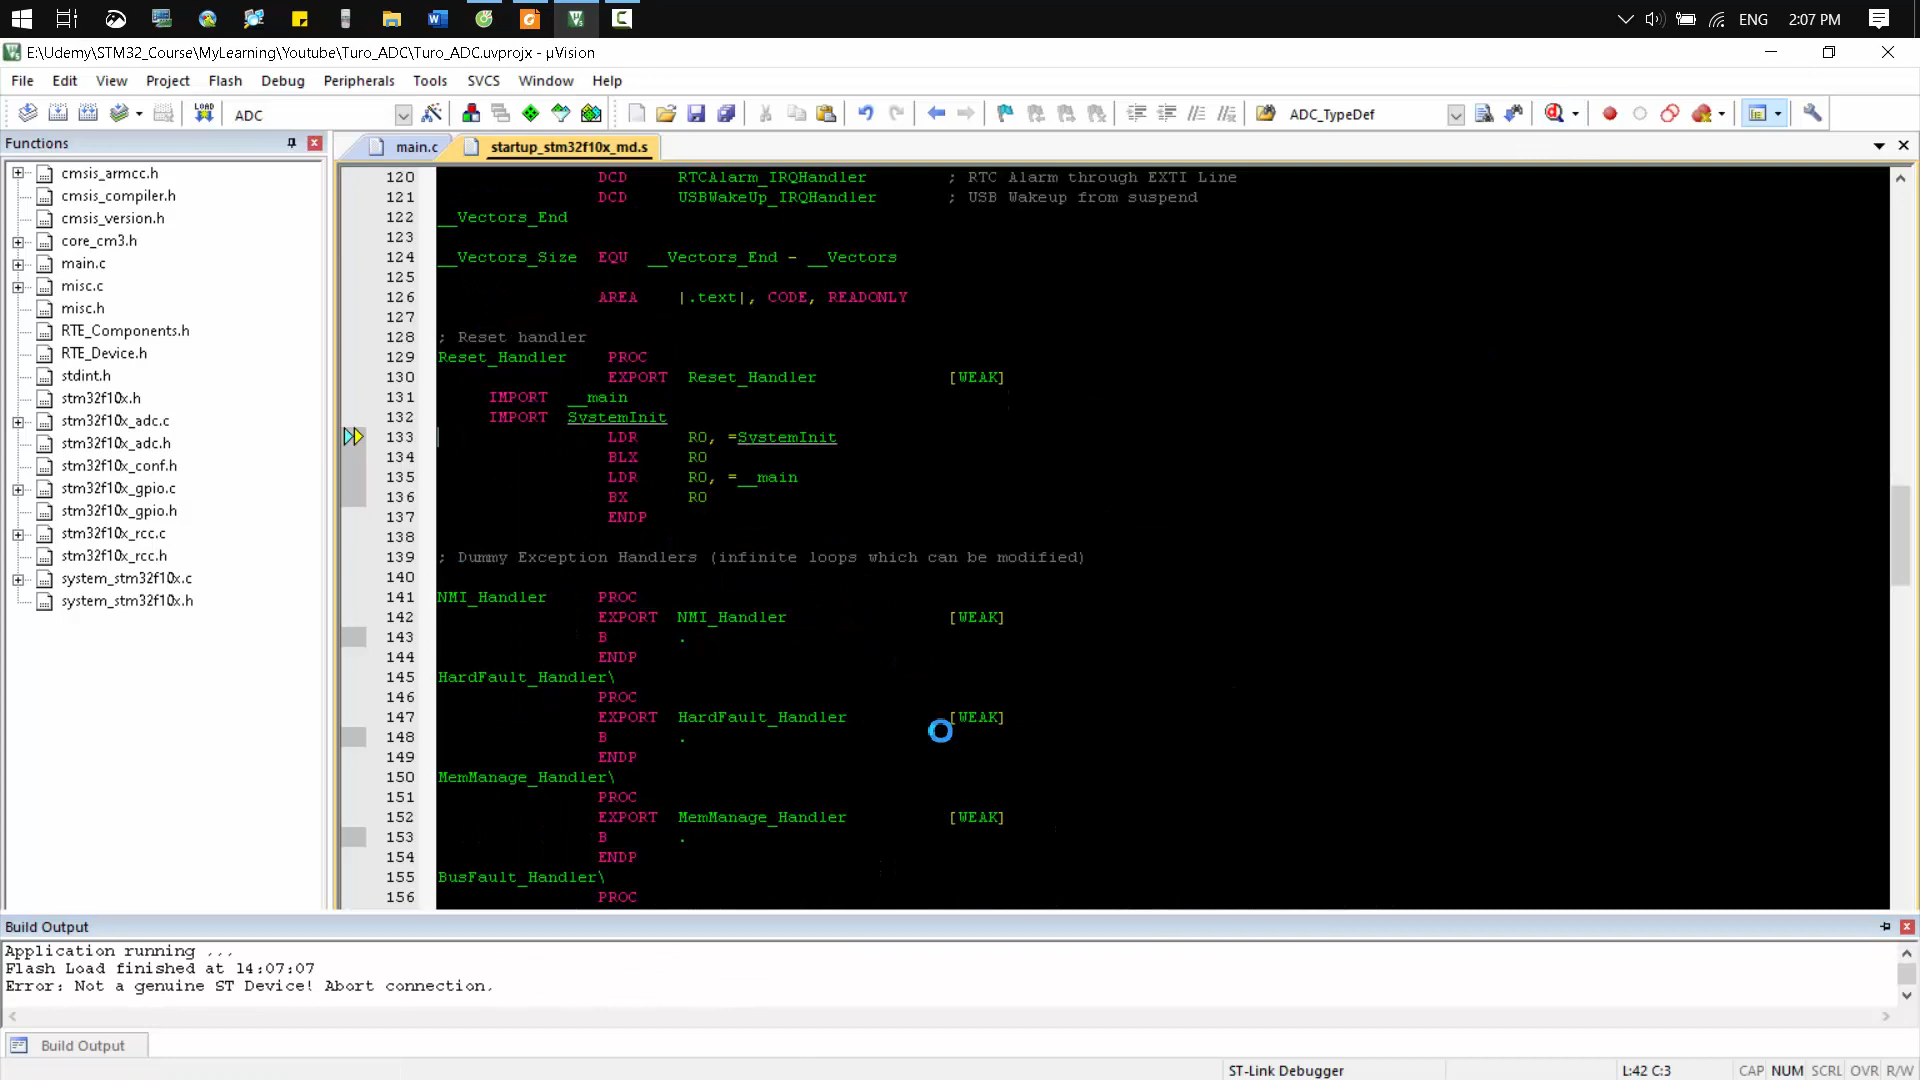 ENG 2:07 PM
E:\Udemy\STM32_Course\MyLearning\Youtube\Turo_ADC\Turo_ADC.uvprojx - µVision
File Edit View Project Flash Debug Peripherals Tools SVCS Window Help
LOAD ADC ADC_TypeDef
Functions
main.c startup_stm32f10x_md.s
cmsis_armcc.h
cmsis_compiler.h
cmsis_version.h
core_cm3.h
main.c
misc.c
misc.h
RTE_Components.h
RTE_Device.h
stdint.h
stm32f10x.h
stm32f10x_adc.c
stm32f10x_adc.h
stm32f10x_conf.h
stm32f10x_gpio.c
stm32f10x_gpio.h
stm32f10x_rcc.c
stm32f10x_rcc.h
system_stm32f10x.c
system_stm32f10x.h
120 DCD RTCAlarm_IRQHandler ; RTC Alarm through EXTI Line
121 DCD USBWakeUp_IRQHandler ; USB Wakeup from suspend
122 __Vectors_End
123
124 __Vectors_Size EQU __Vectors_End - __Vectors
125
126 AREA |.text|, CODE, READONLY
127
128 ; Reset handler
129 Reset_Handler PROC
130 EXPORT Reset_Handler [WEAK]
131 IMPORT __main
132 IMPORT SystemInit
133 LDR R0, =SystemInit
134 BLX R0
135 LDR R0, =__main
136 BX R0
137 ENDP
138
139 ; Dummy Exception Handlers (infinite loops which can be modified)
140
141 NMI_Handler PROC
142 EXPORT NMI_Handler [WEAK]
143 B .
144 ENDP
145 HardFault_Handler\
146 PROC
147 EXPORT HardFault_Handler [WEAK]
148 B .
149 ENDP
150 MemManage_Handler\
151 PROC
152 EXPORT MemManage_Handler [WEAK]
153 B .
154 ENDP
155 BusFault_Handler\
156 PROC
Build Output
Application running ...
Flash Load finished at 14:07:07
Error: Not a genuine ST Device! Abort connection.
Build Output
ST-Link Debugger L:42 C:3 CAP NUM SCRL OVR R/W